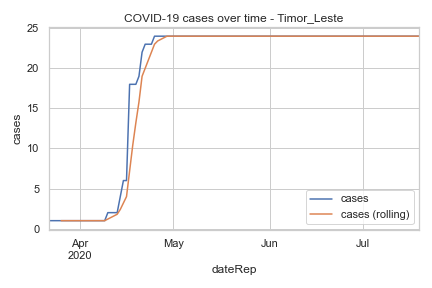 COVID-19 cases over time - Timor_Leste
25
20
15
10
5
0
cases
Apr
2020
May
Jun
Jul
dateRep
cases
cases (rolling)